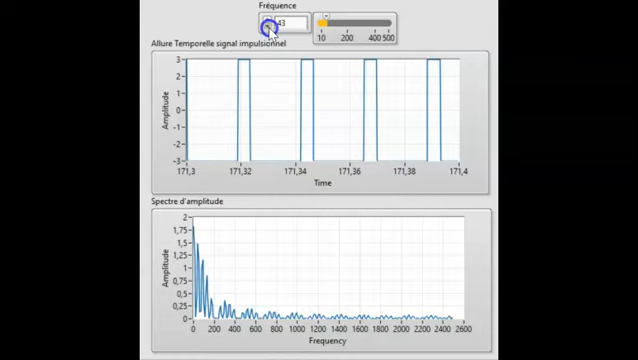 Fréquence
43
10 200 400 500
Allure Temporelle signal impulsionnel
Amplitude
3
2
1
0
-1
-2
-3
171,3 171,32 171,34 171,36 171,38 171,4
Time
Spectre d'amplitude
Amplitude
2
1,75
1,5
1,25
1
0,75
0,5
0,25
0
0 200 400 600 800 1000 1200 1400 1600 1800 2000 2200 2400 2600
Frequency